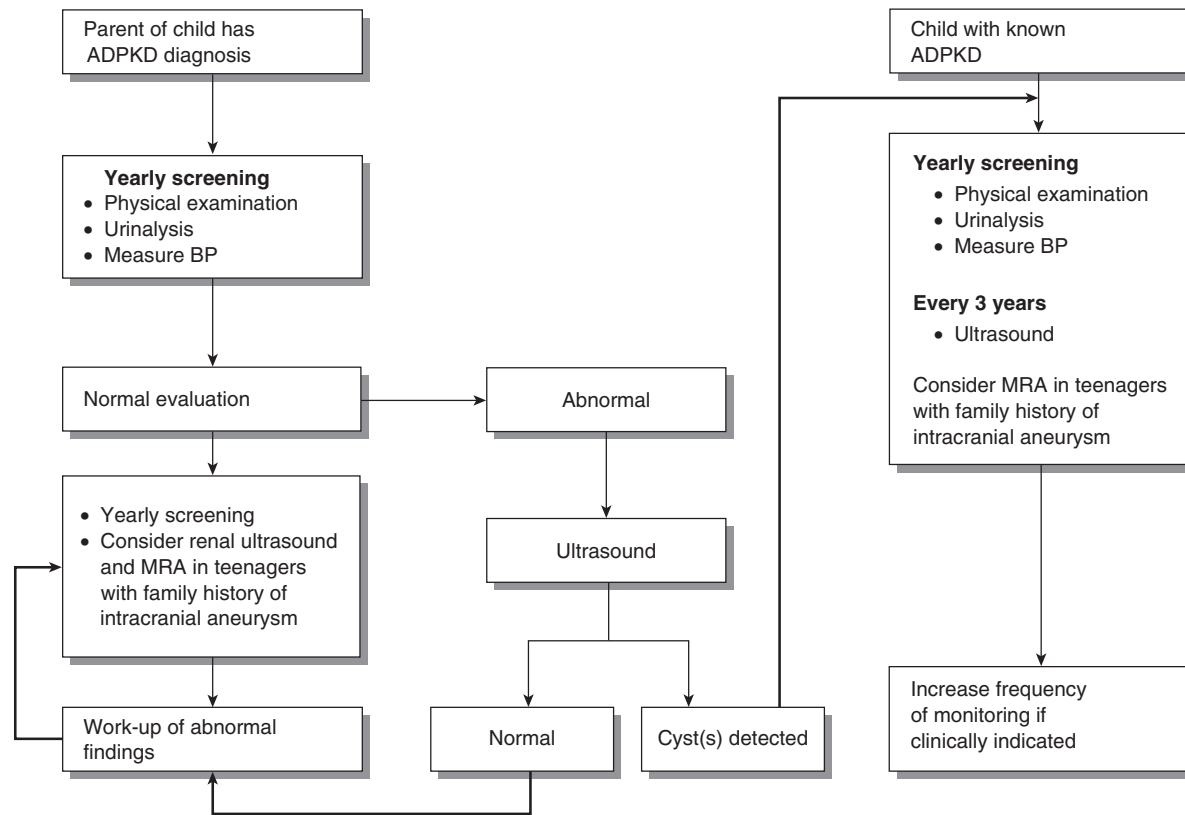 Parent of child has
ADPKD diagnosis
Yearly screening
• Physical examination
• Urinalysis
• Measure BP
Normal evaluation
Abnormal
• Yearly screening
• Consider renal ultrasound
and MRA in teenagers
with family history of
intracranial aneurysm
Ultrasound
Work-up of abnormal
findings
Normal
Cyst(s) detected
Child with known
ADPKD
Yearly screening
• Physical examination
• Urinalysis
• Measure BP
Every 3 years
• Ultrasound
Consider MRA in teenagers
with family history of
intracranial aneurysm
Increase frequency
of monitoring if
clinically indicated